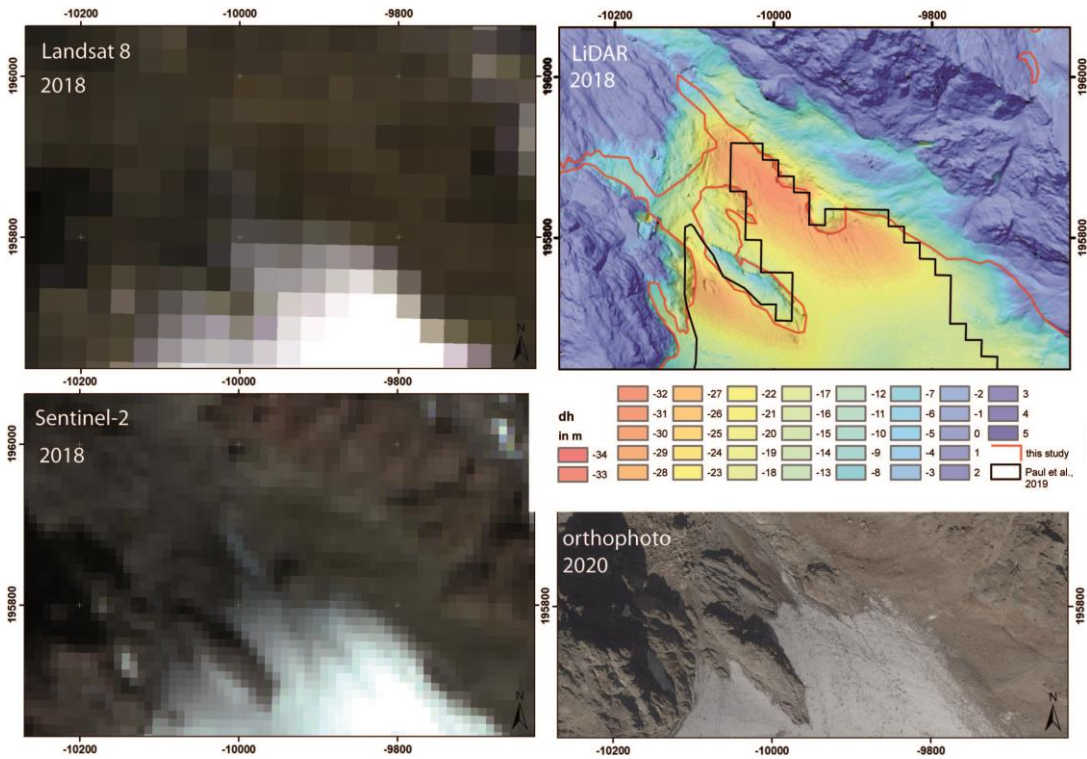 -10200 -10000 -9800
Landsat 8
2018
196000
195800
N
-10200 -10000 -9800
LiDAR
2018
196000
195800
196000
195800
N
Sentinel-2
2018
196000
195800
N
-10200 -10000 -9800
dh
in m
-34
-33
-32 -27 -22 -17 -12 -7 -2 3
-31 -26 -21 -16 -11 -6 -1 4
-30 -25 -20 -15 -10 -5 0 5
-29 -24 -19 -14 -9 -4 1 this study
-28 -23 -18 -13 -8 -3 2 Paul et al.,
2019
orthophoto
2020
195800
N
-10200 -10000 -9800